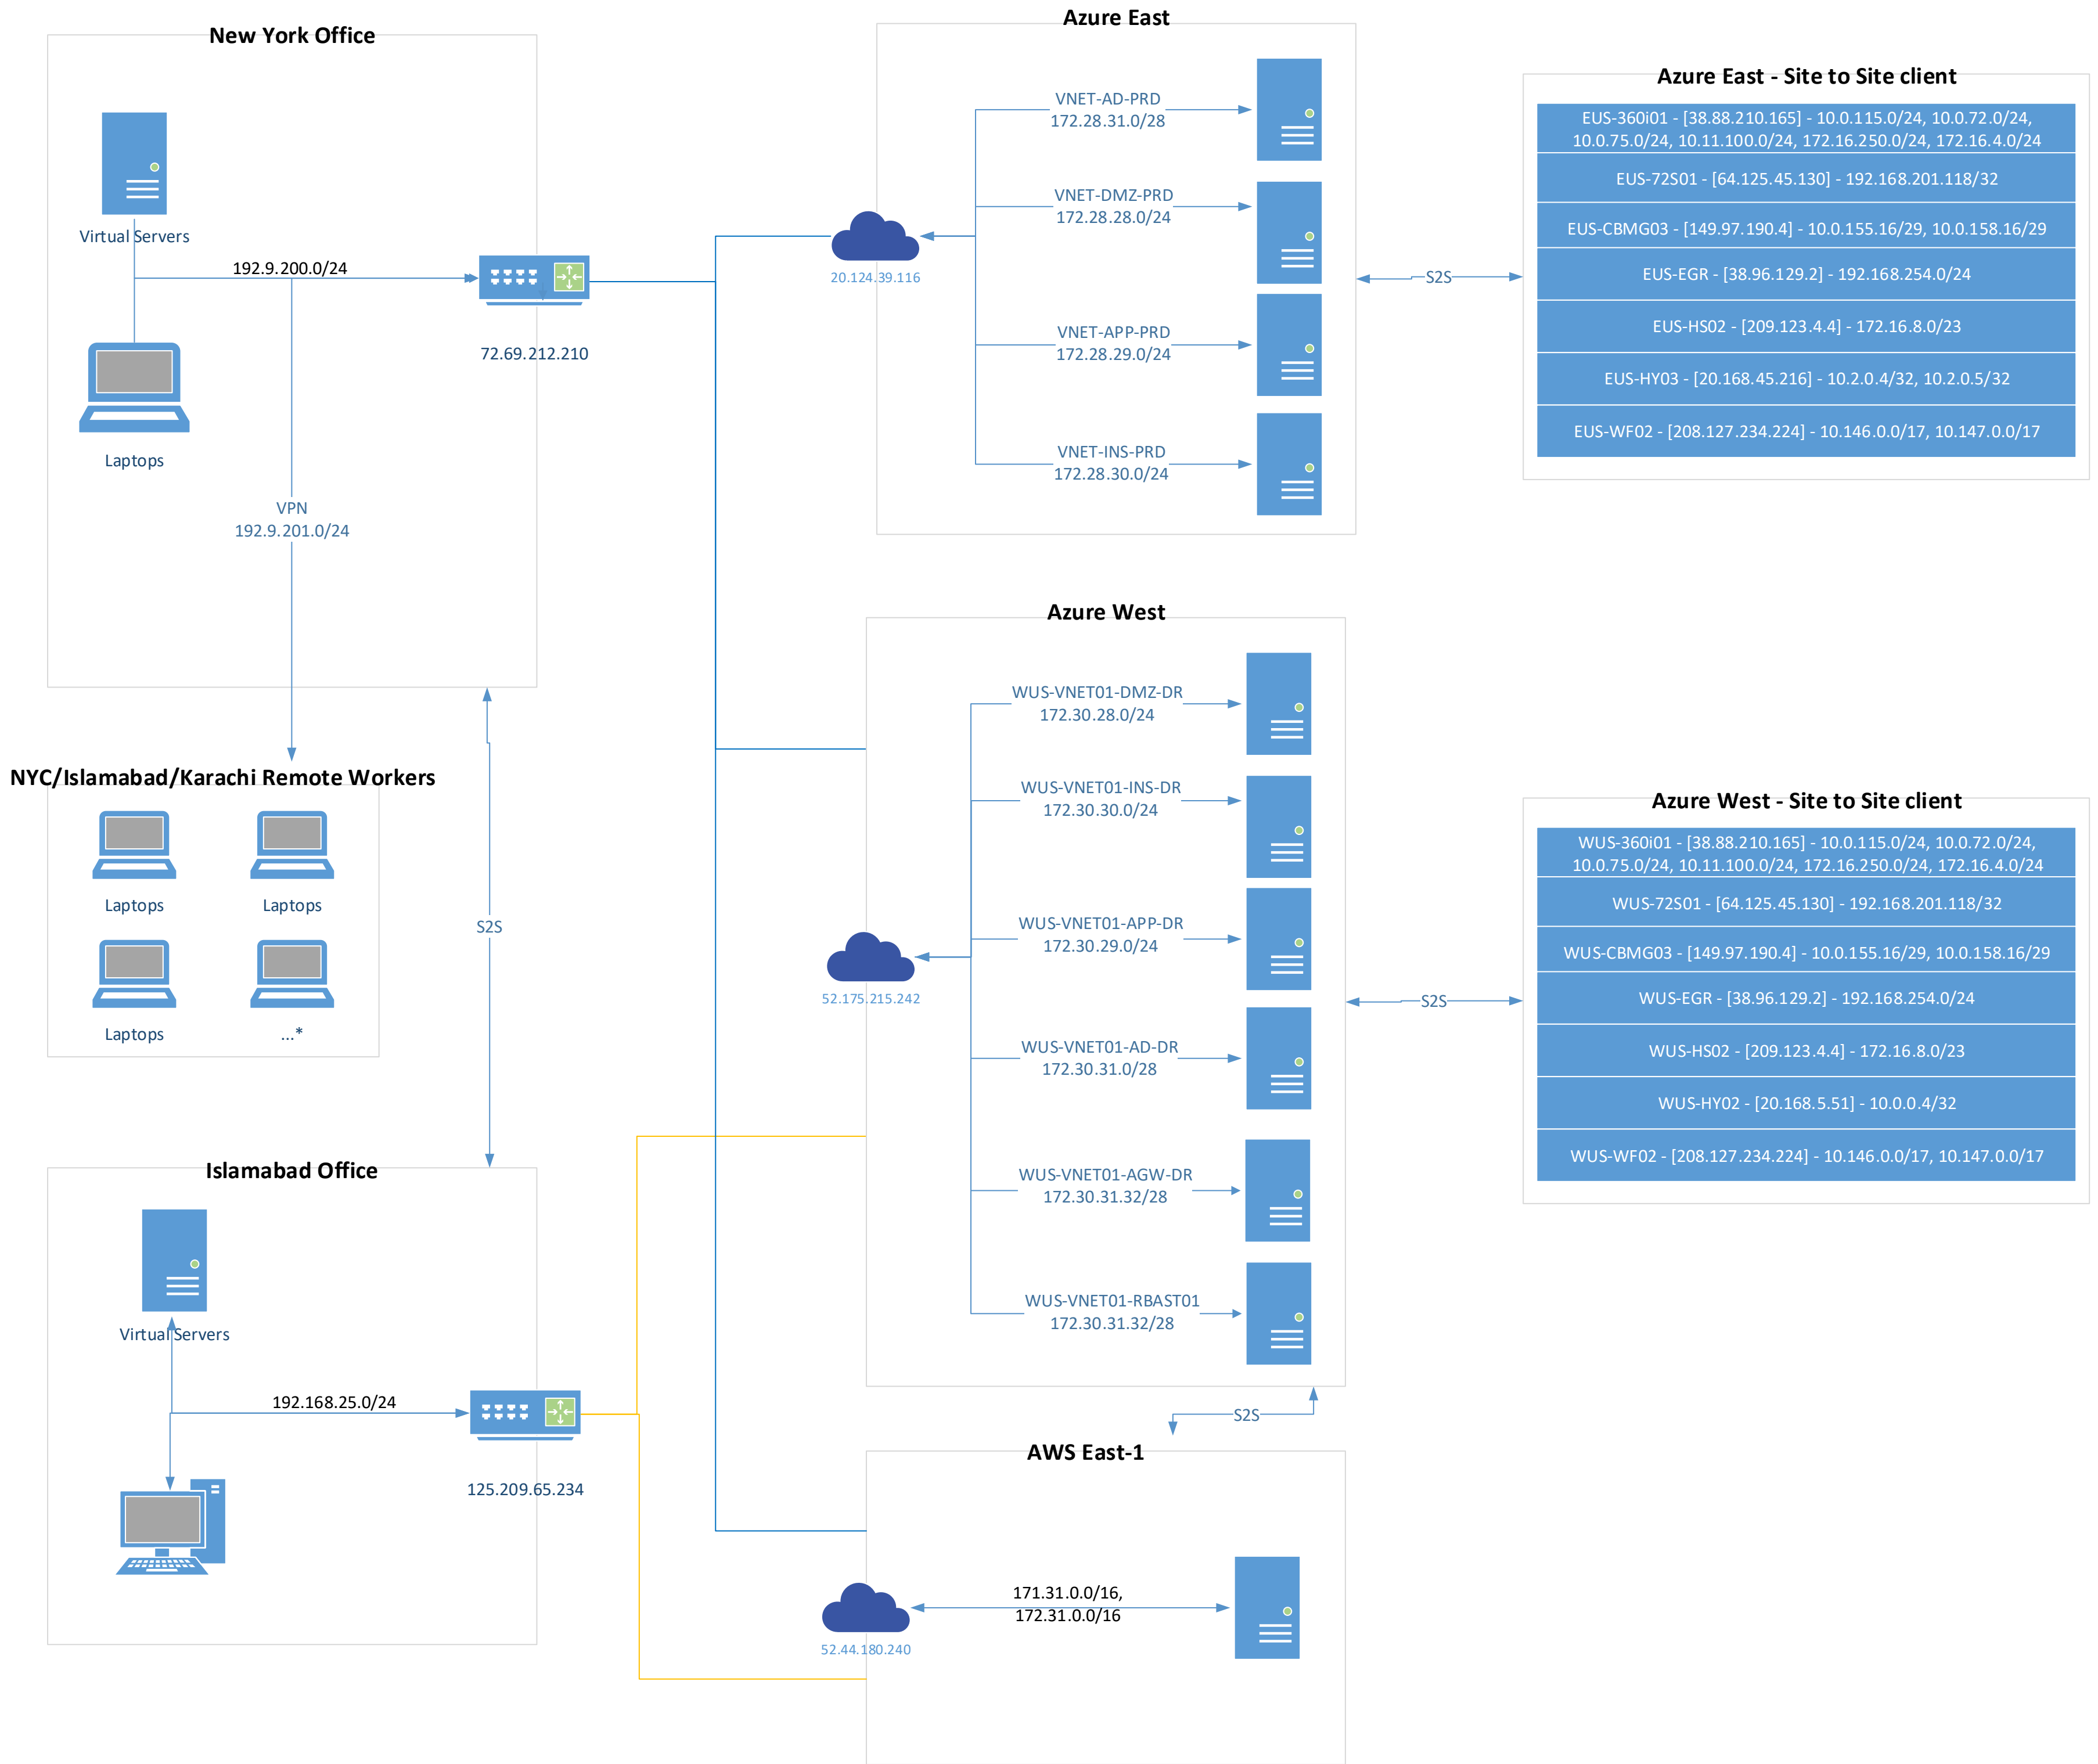 New York Office
Virtual Servers
192.9.200.0/24
72.69.212.210
Laptops
VPN
192.9.201.0/24
NYC/Islamabad/Karachi Remote Workers
Laptops
Laptops
Laptops
...*
S2S
Islamabad Office
Virtual Servers
192.168.25.0/24
125.209.65.234
Azure East
VNET-AD-PRD
172.28.31.0/28
VNET-DMZ-PRD
172.28.28.0/24
20.124.39.116
VNET-APP-PRD
172.28.29.0/24
VNET-INS-PRD
172.28.30.0/24
S2S
Azure East - Site to Site client
EUS-360i01 - [38.88.210.165] - 10.0.115.0/24, 10.0.72.0/24,
10.0.75.0/24, 10.11.100.0/24, 172.16.250.0/24, 172.16.4.0/24
EUS-72S01 - [64.125.45.130] - 192.168.201.118/32
EUS-CBMG03 - [149.97.190.4] - 10.0.155.16/29, 10.0.158.16/29
EUS-EGR - [38.96.129.2] - 192.168.254.0/24
EUS-HS02 - [209.123.4.4] - 172.16.8.0/23
EUS-HY03 - [20.168.45.216] - 10.2.0.4/32, 10.2.0.5/32
EUS-WF02 - [208.127.234.224] - 10.146.0.0/17, 10.147.0.0/17
Azure West
WUS-VNET01-DMZ-DR
172.30.28.0/24
WUS-VNET01-INS-DR
172.30.30.0/24
WUS-VNET01-APP-DR
172.30.29.0/24
52.175.215.242
WUS-VNET01-AD-DR
172.30.31.0/28
WUS-VNET01-AGW-DR
172.30.31.32/28
WUS-VNET01-RBAST01
172.30.31.32/28
S2S
Azure West - Site to Site client
WUS-360i01 - [38.88.210.165] - 10.0.115.0/24, 10.0.72.0/24,
10.0.75.0/24, 10.11.100.0/24, 172.16.250.0/24, 172.16.4.0/24
WUS-72S01 - [64.125.45.130] - 192.168.201.118/32
WUS-CBMG03 - [149.97.190.4] - 10.0.155.16/29, 10.0.158.16/29
WUS-EGR - [38.96.129.2] - 192.168.254.0/24
WUS-HS02 - [209.123.4.4] - 172.16.8.0/23
WUS-HY02 - [20.168.5.51] - 10.0.0.4/32
WUS-WF02 - [208.127.234.224] - 10.146.0.0/17, 10.147.0.0/17
S2S
AWS East-1
171.31.0.0/16,
172.31.0.0/16
52.44.180.240